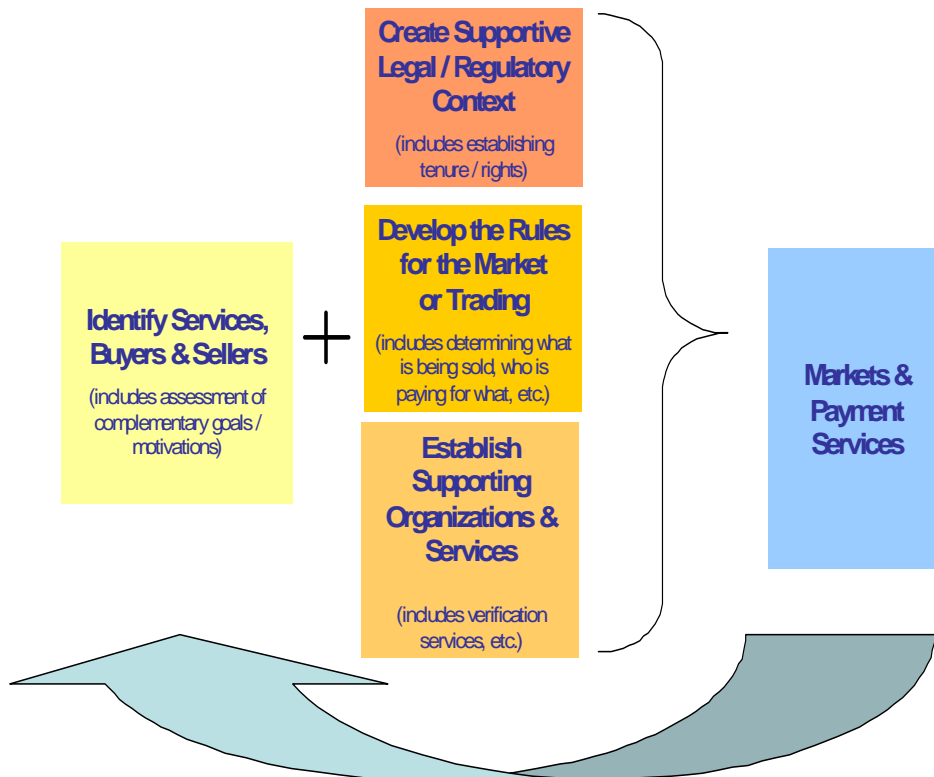 Identify Services,
Buyers & Sellers
(includes assessment of
complementary goals /
motivations)
+
Create Supportive
Legal / Regulatory
Context
(includes establishing
tenure / rights)
Develop the Rules
for the Market
or Trading
(includes determining what
is being sold, who is
paying for what, etc.)
Establish
Supporting
Organizations &
Services
(includes verification
services, etc.)
Markets &
Payment
Services